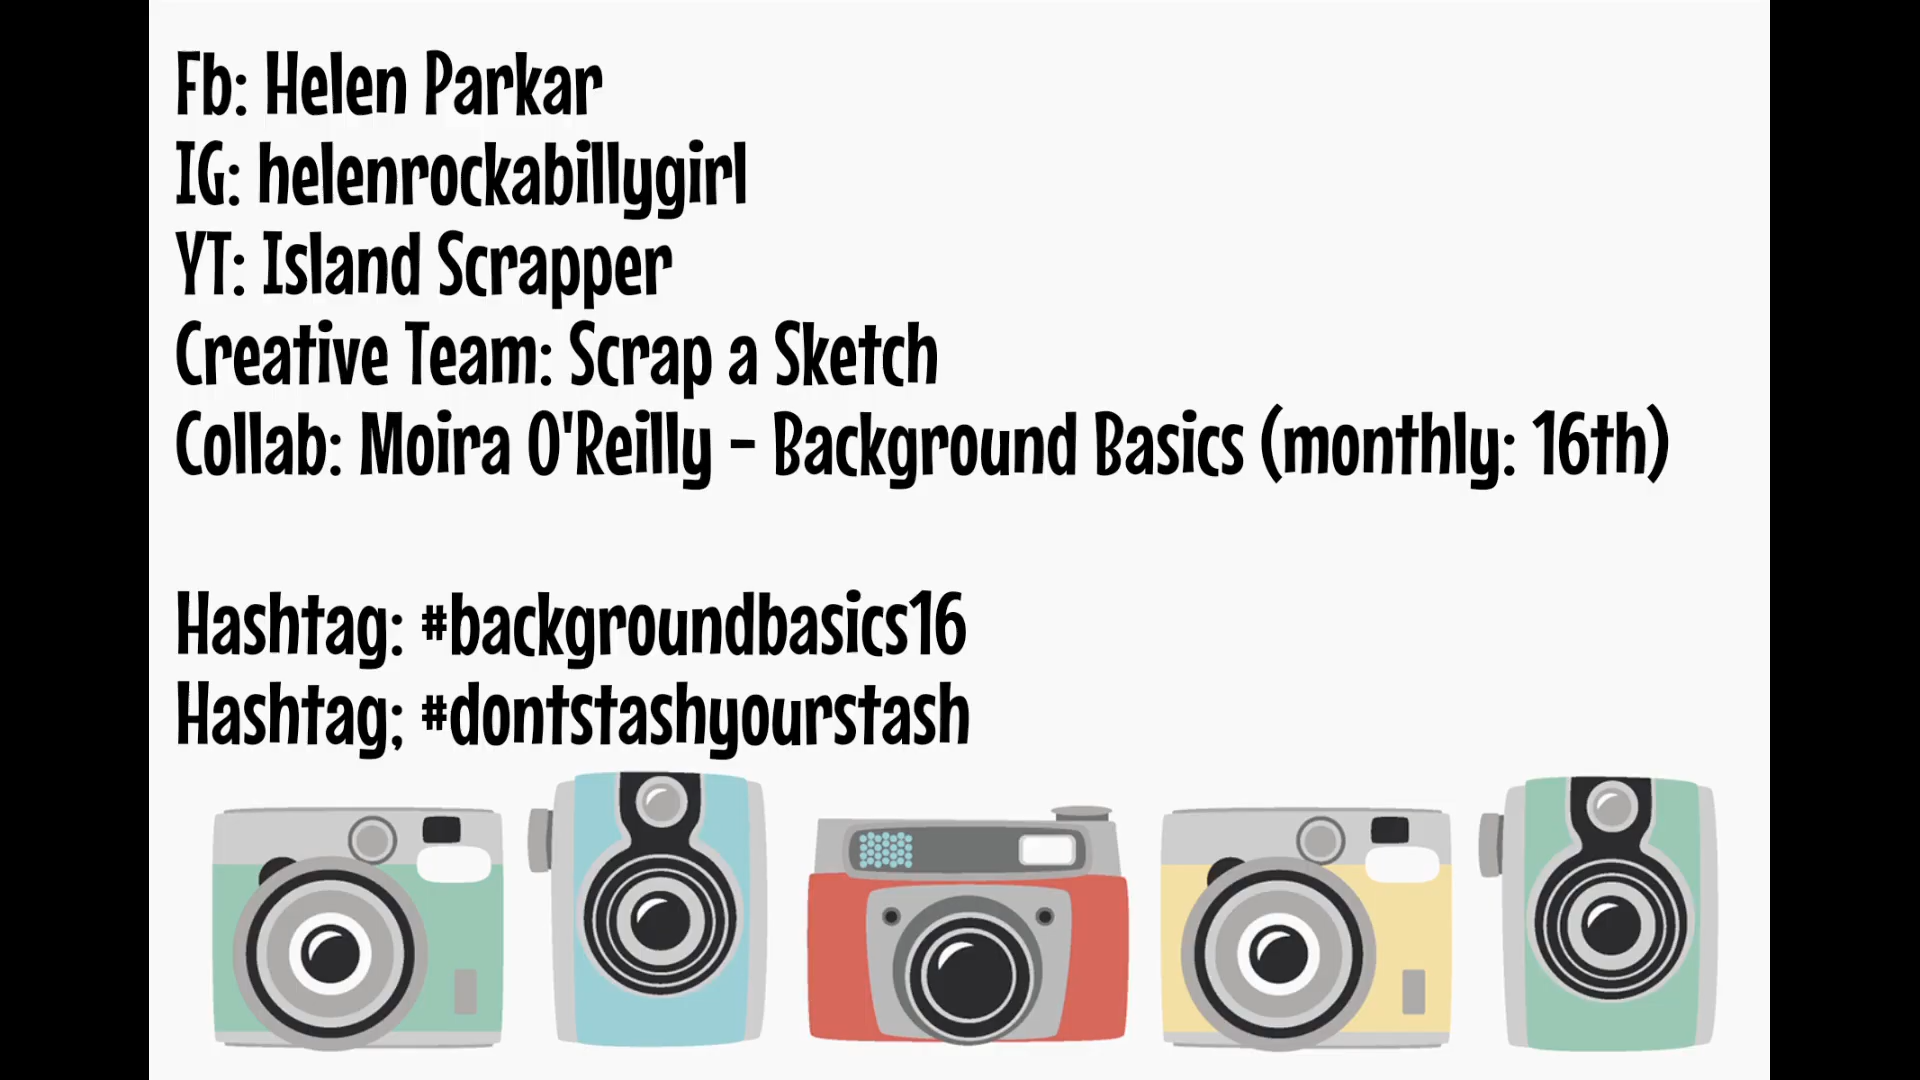 Fb: Helen Parkar
IG: helenrockabillygirl
YT: Island Scrapper
Creative Team: Scrap a Sketch
Collab: Moira O'Reilly - Background Basics (monthly: 16th)
Hashtag: #backgroundbasics16
Hashtag; #dontstashyourstash